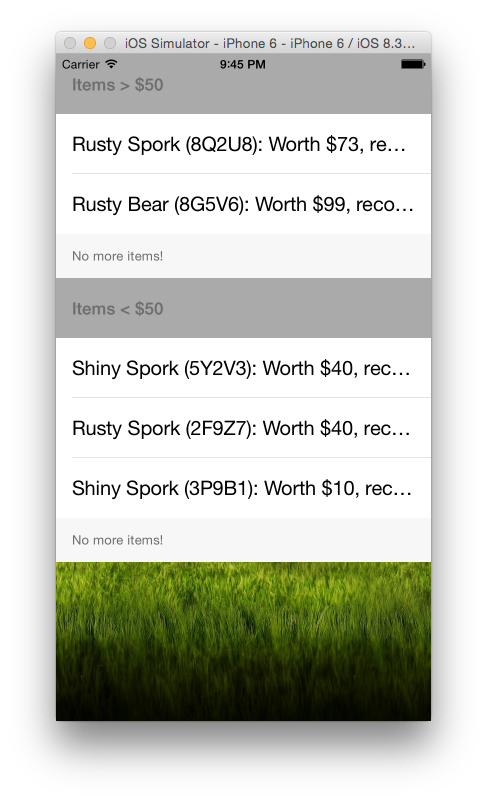 iOS Simulator - iPhone 6 - iPhone 6 / iOS 8.3...
Carrier 9:45 PM
Items > $50
Rusty Spork (8Q2U8): Worth $73, re...
Rusty Bear (8G5V6): Worth $99, reco...
No more items!
Items < $50
Shiny Spork (5Y2V3): Worth $40, rec...
Rusty Spork (2F9Z7): Worth $40, rec...
Shiny Spork (3P9B1): Worth $10, rec...
No more items!